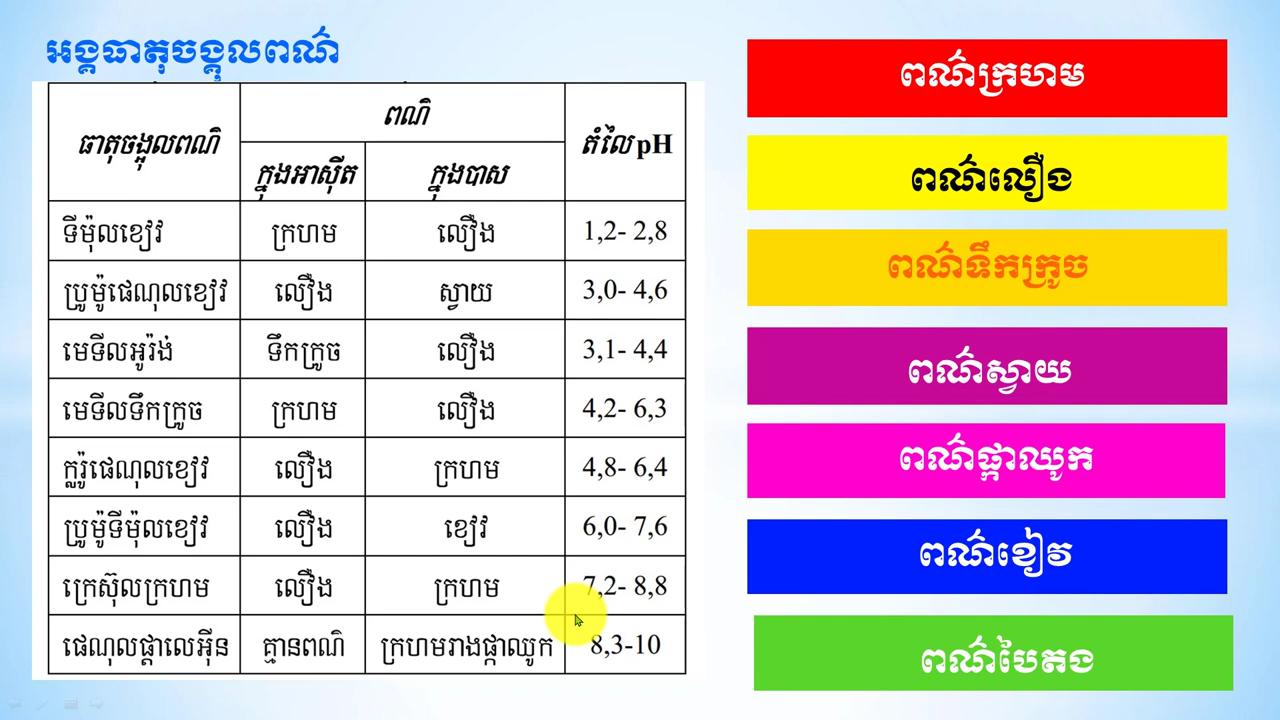 អង្គធាតុចង្អុលពណ៌
ធាតុចង្អុលពណ៌ ពណ៌ តំលៃ pH
ក្នុងអាស៊ីត ក្នុងបាស
ទីម៉ុលខៀវ ក្រហម លឿង 1,2- 2,8
ប្រូម៉ូផេណុលខៀវ លឿង ស្វាយ 3,0- 4,6
មេទីលអូរ៉ង់ ទឹកក្រូច លឿង 3,1- 4,4
មេទីលទឹកក្រូច ក្រហម លឿង 4,2- 6,3
ក្លរ៉ូផេណុលខៀវ លឿង ក្រហម 4,8- 6,4
ប្រូម៉ូទីម៉ុលខៀវ លឿង ខៀវ 6,0- 7,6
ក្រេស៊ុលក្រហម លឿង ក្រហម 7,2- 8,8
ផេណុលផ្តាលេអ៊ីន គ្មានពណ៌ ក្រហមរាងផ្កាឈូក 8,3-10
ពណ៌ក្រហម
ពណ៌លឿង
ពណ៌ទឹកក្រូច
ពណ៌ស្វាយ
ពណ៌ផ្កាឈូក
ពណ៌ខៀវ
ពណ៌បៃតង